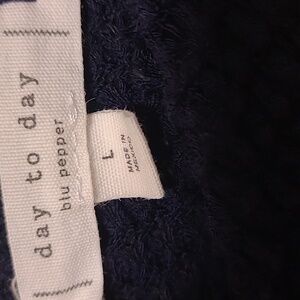 day to day
blu pepper
L
MADE IN
MEXICO